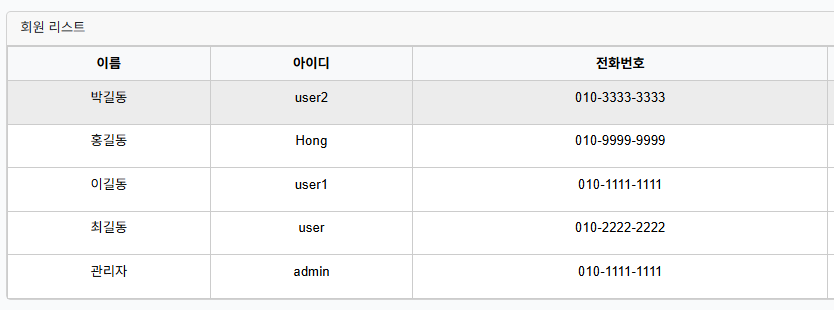 회원 리스트
이름 아이디 전화번호
박길동 user2 010-3333-3333
홍길동 Hong 010-9999-9999
이길동 user1 010-1111-1111
최길동 user 010-2222-2222
관리자 admin 010-1111-1111